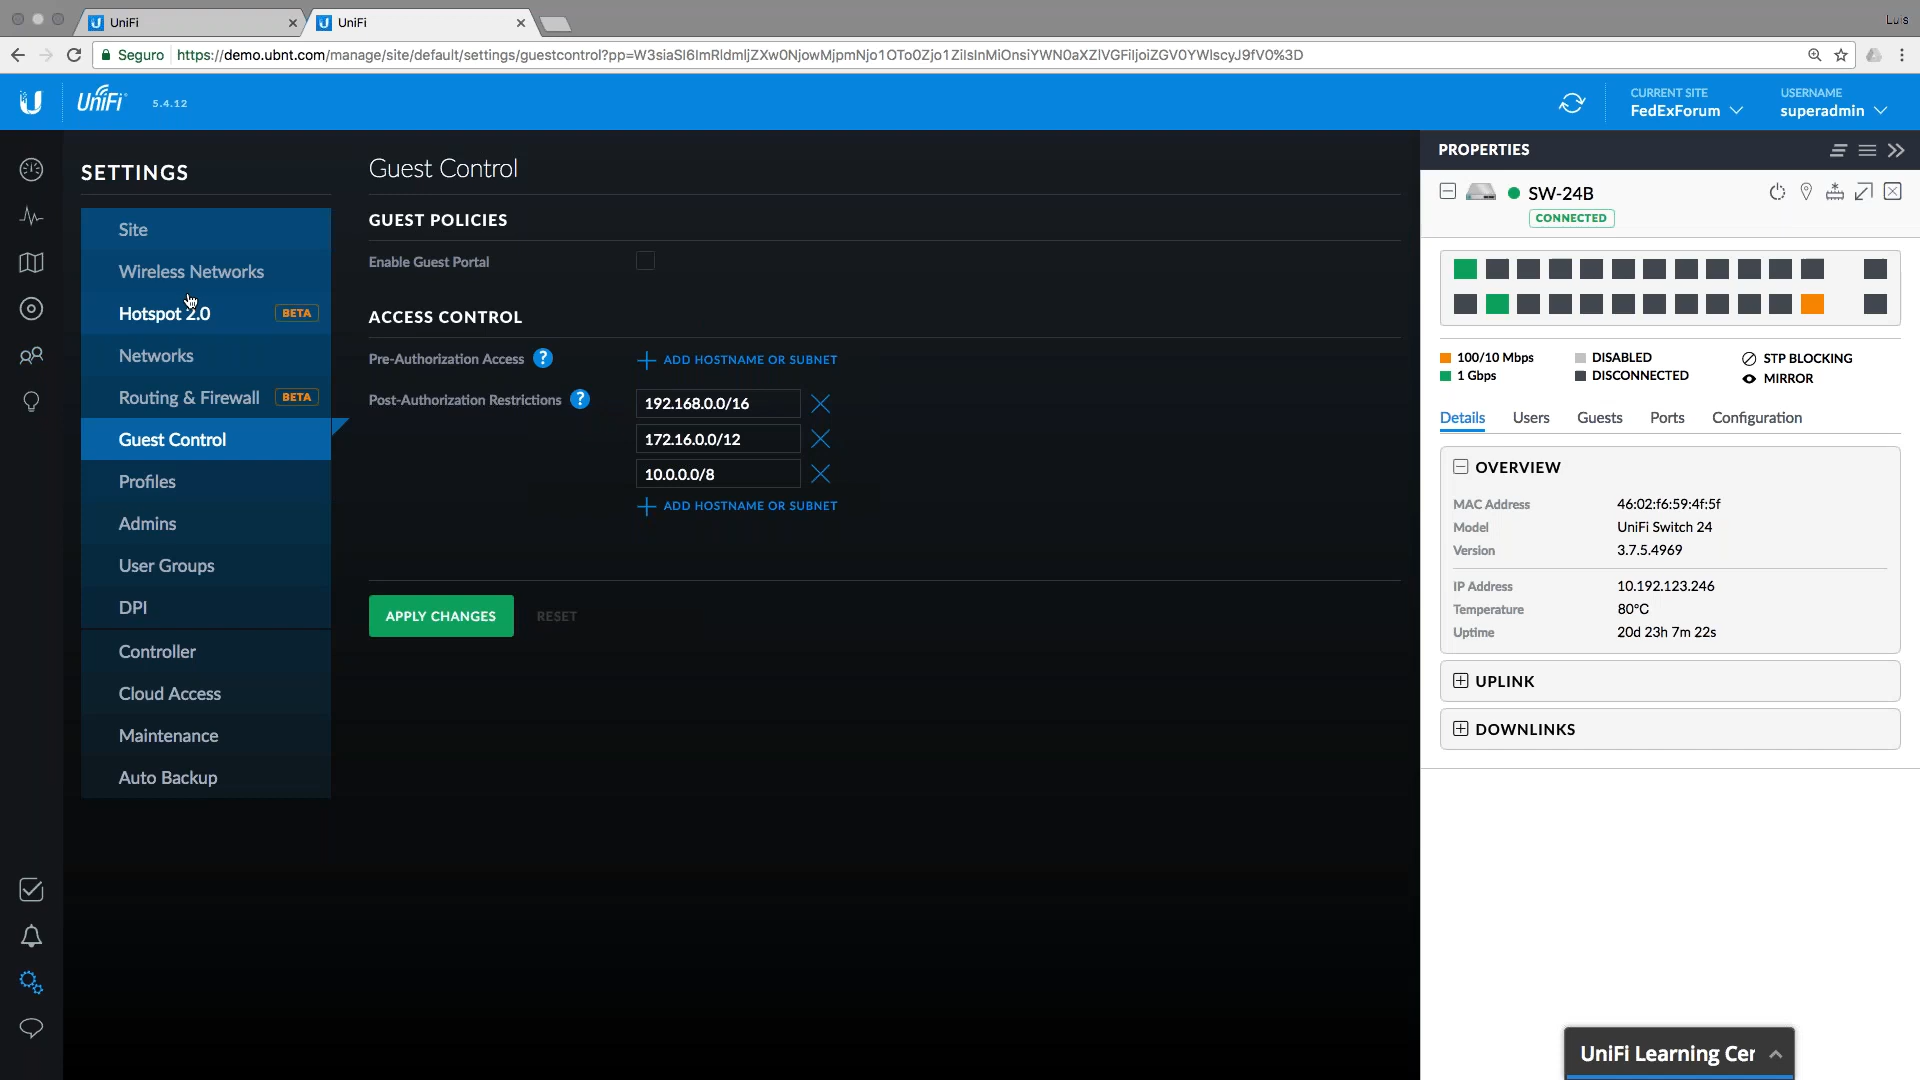 UniFi
UniFi
Luis
Seguro
https://demo.ubnt.com/manage/site/default/settings/guestcontrol?pp=W3siaSI6ImRldmljZXw0NjowMjpmNjo1OTo0Zjo1ZiIsInMiOnsiYWN0aXZlVGFiIjoiZGV0YWlscyJ9fV0%3D
UniFi
5.4.12
CURRENT SITE
FedExForum
USERNAME
superadmin
SETTINGS
Site
Wireless Networks
Hotspot 2.0 BETA
Networks
Routing & Firewall BETA
Guest Control
Profiles
Admins
User Groups
DPI
Controller
Cloud Access
Maintenance
Auto Backup
Guest Control
GUEST POLICIES
Enable Guest Portal
ACCESS CONTROL
Pre-Authorization Access ?
ADD HOSTNAME OR SUBNET
Post-Authorization Restrictions ?
192.168.0.0/16
172.16.0.0/12
10.0.0.0/8
ADD HOSTNAME OR SUBNET
APPLY CHANGES
RESET
PROPERTIES
SW-24B
CONNECTED
100/10 Mbps
DISABLED
STP BLOCKING
1 Gbps
DISCONNECTED
MIRROR
Details Users Guests Ports Configuration
OVERVIEW
MAC Address 46:02:f6:59:4f:5f
Model UniFi Switch 24
Version 3.7.5.4969
IP Address 10.192.123.246
Temperature 80°C
Uptime 20d 23h 7m 22s
UPLINK
DOWNLINKS
UniFi Learning Cer